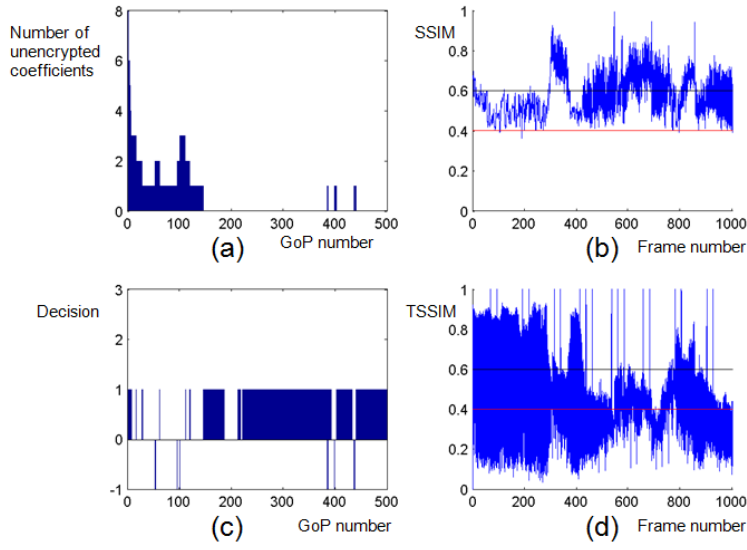 Number of
unencrypted
coefficients
8
6
4
2
0
0 100 200 300 400 500
(a) GoP number
SSIM
1
0.8
0.6
0.4
0.2
0
0 200 400 600 800 1000
(b) Frame number
Decision
3
2
1
0
-1
0 100 200 300 400 500
(c) GoP number
TSSIM
1
0.8
0.6
0.4
0.2
0
0 200 400 600 800 1000
(d) Frame number